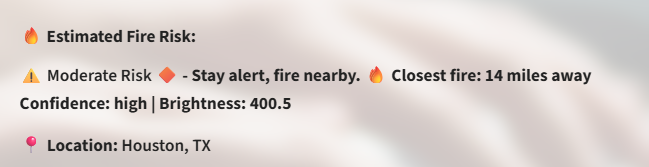 🔥 Estimated Fire Risk:
⚠️ Moderate Risk 🔶 - Stay alert, fire nearby. 🔥 Closest fire: 14 miles away
Confidence: high | Brightness: 400.5
📍 Location: Houston, TX